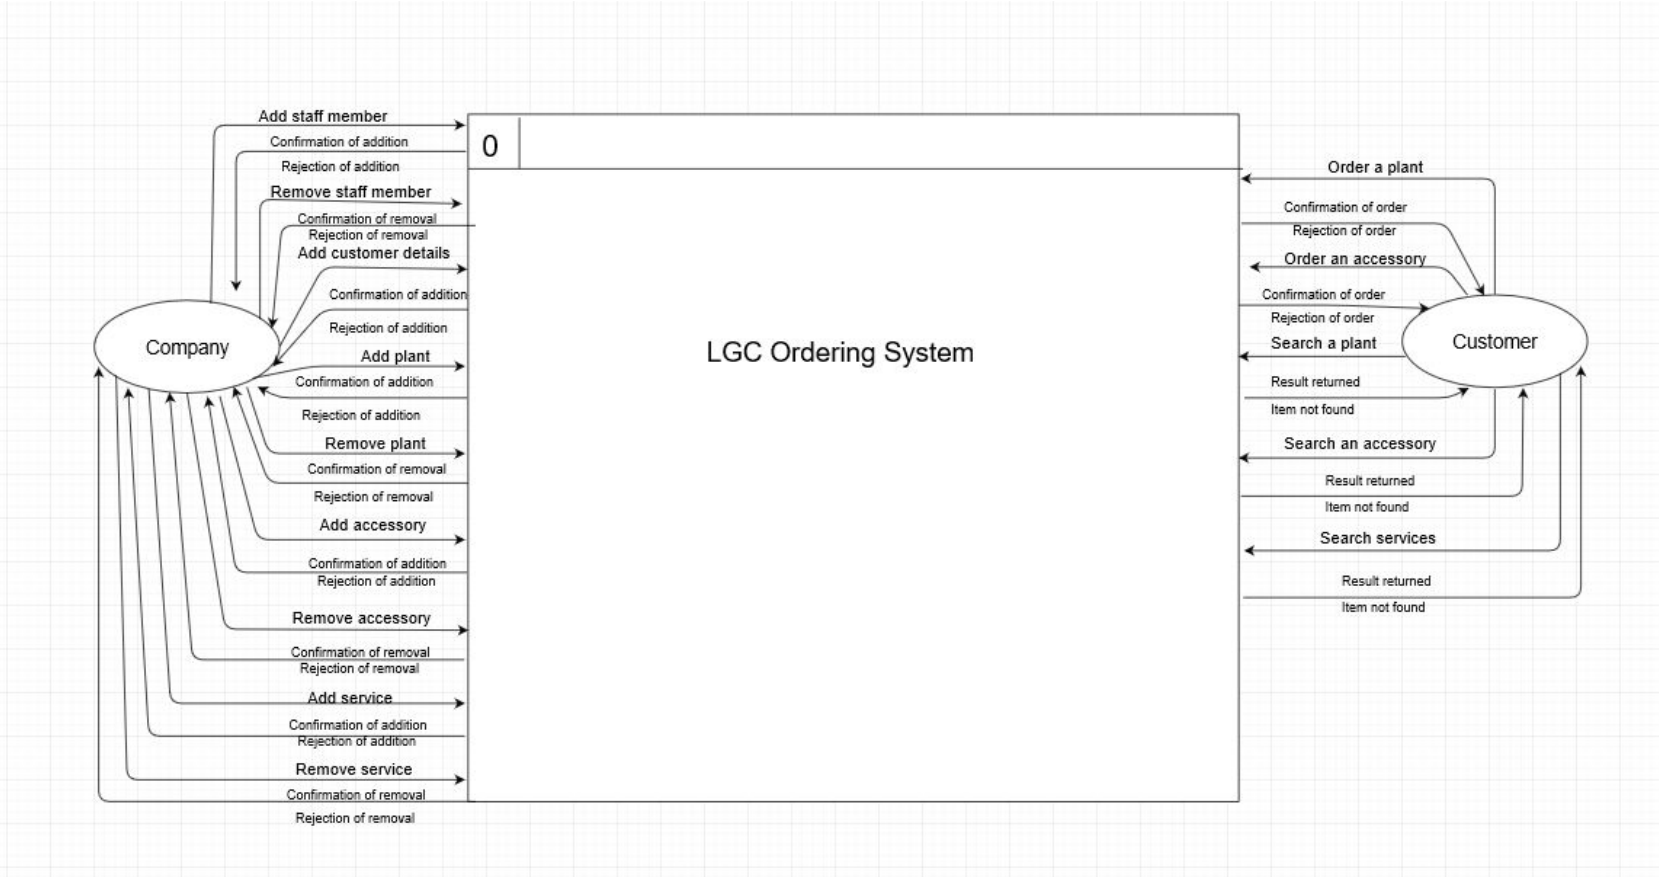 Add staff member
Confirmation of addition
Rejection of addition
Remove staff member
Confirmation of removal
Rejection of removal
Add customer details
Confirmation of addition
Rejection of addition
Add plant
Confirmation of addition
Rejection of addition
Remove plant
Confirmation of removal
Rejection of removal
Add accessory
Confirmation of addition
Rejection of addition
Remove accessory
Confirmation of removal
Rejection of removal
Add service
Confirmation of addition
Rejection of addition
Remove service
Confirmation of removal
Rejection of removal
Company
0
LGC Ordering System
Order a plant
Confirmation of order
Rejection of order
Order an accessory
Confirmation of order
Rejection of order
Search a plant
Result returned
Item not found
Search an accessory
Result returned
Item not found
Search services
Result returned
Item not found
Customer